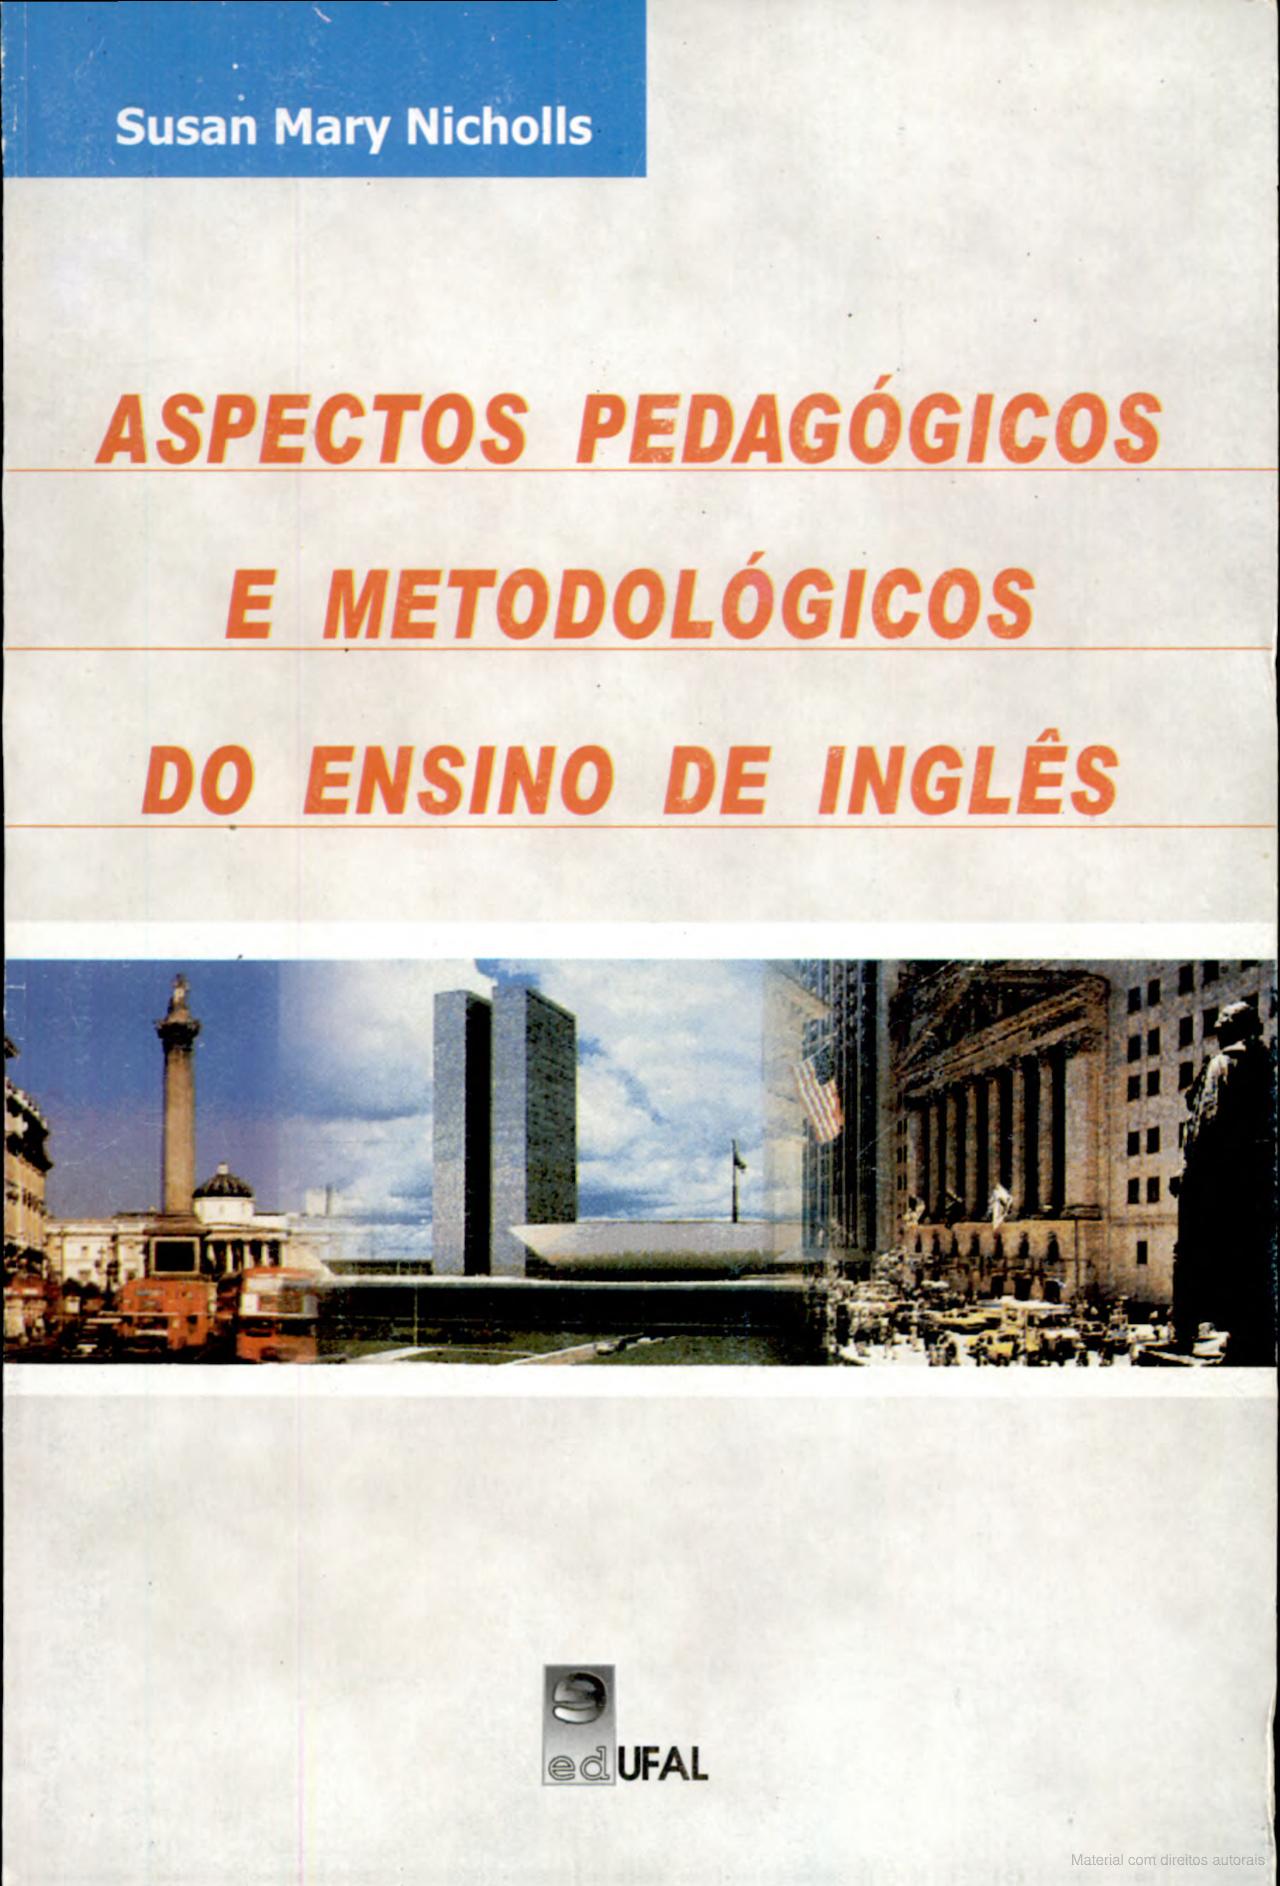 Susan Mary Nicholls
ASPECTOS PEDAGÓGICOS
E METODOLÓGICOS
DO ENSINO DE INGLÊS
edUFAL
Material com direitos autorais